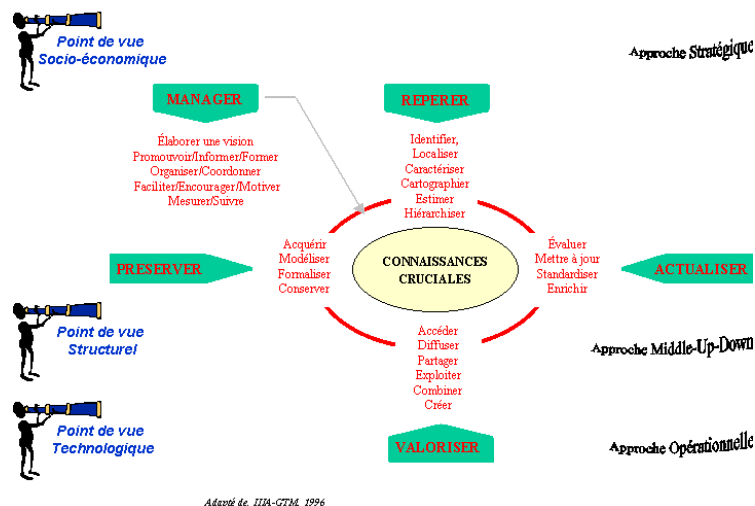 Point de vue
Socio-économique
Approche Stratégique
MANAGER
REPERER
Élaborer une vision
Promouvoir/Informer/Former
Organiser/Coordonner
Faciliter/Encourager/Motiver
Mesurer/Suivre
Identifier,
Localiser
Caractériser
Cartographier
Estimer
Hiérarchiser
PRESERVER
Acquérir
Modéliser
Formaliser
Conserver
CONNAISSANCES
CRUCIALES
Évaluer
Mettre à jour
Standardiser
Enrichir
ACTUALISER
Point de vue
Structurel
Approche Middle-Up-Down
Accéder
Diffuser
Partager
Exploiter
Combiner
Créer
Point de vue
Technologique
VALORISER
Approche Opérationnelle
Adapté de, IIIA-GTM, 1996